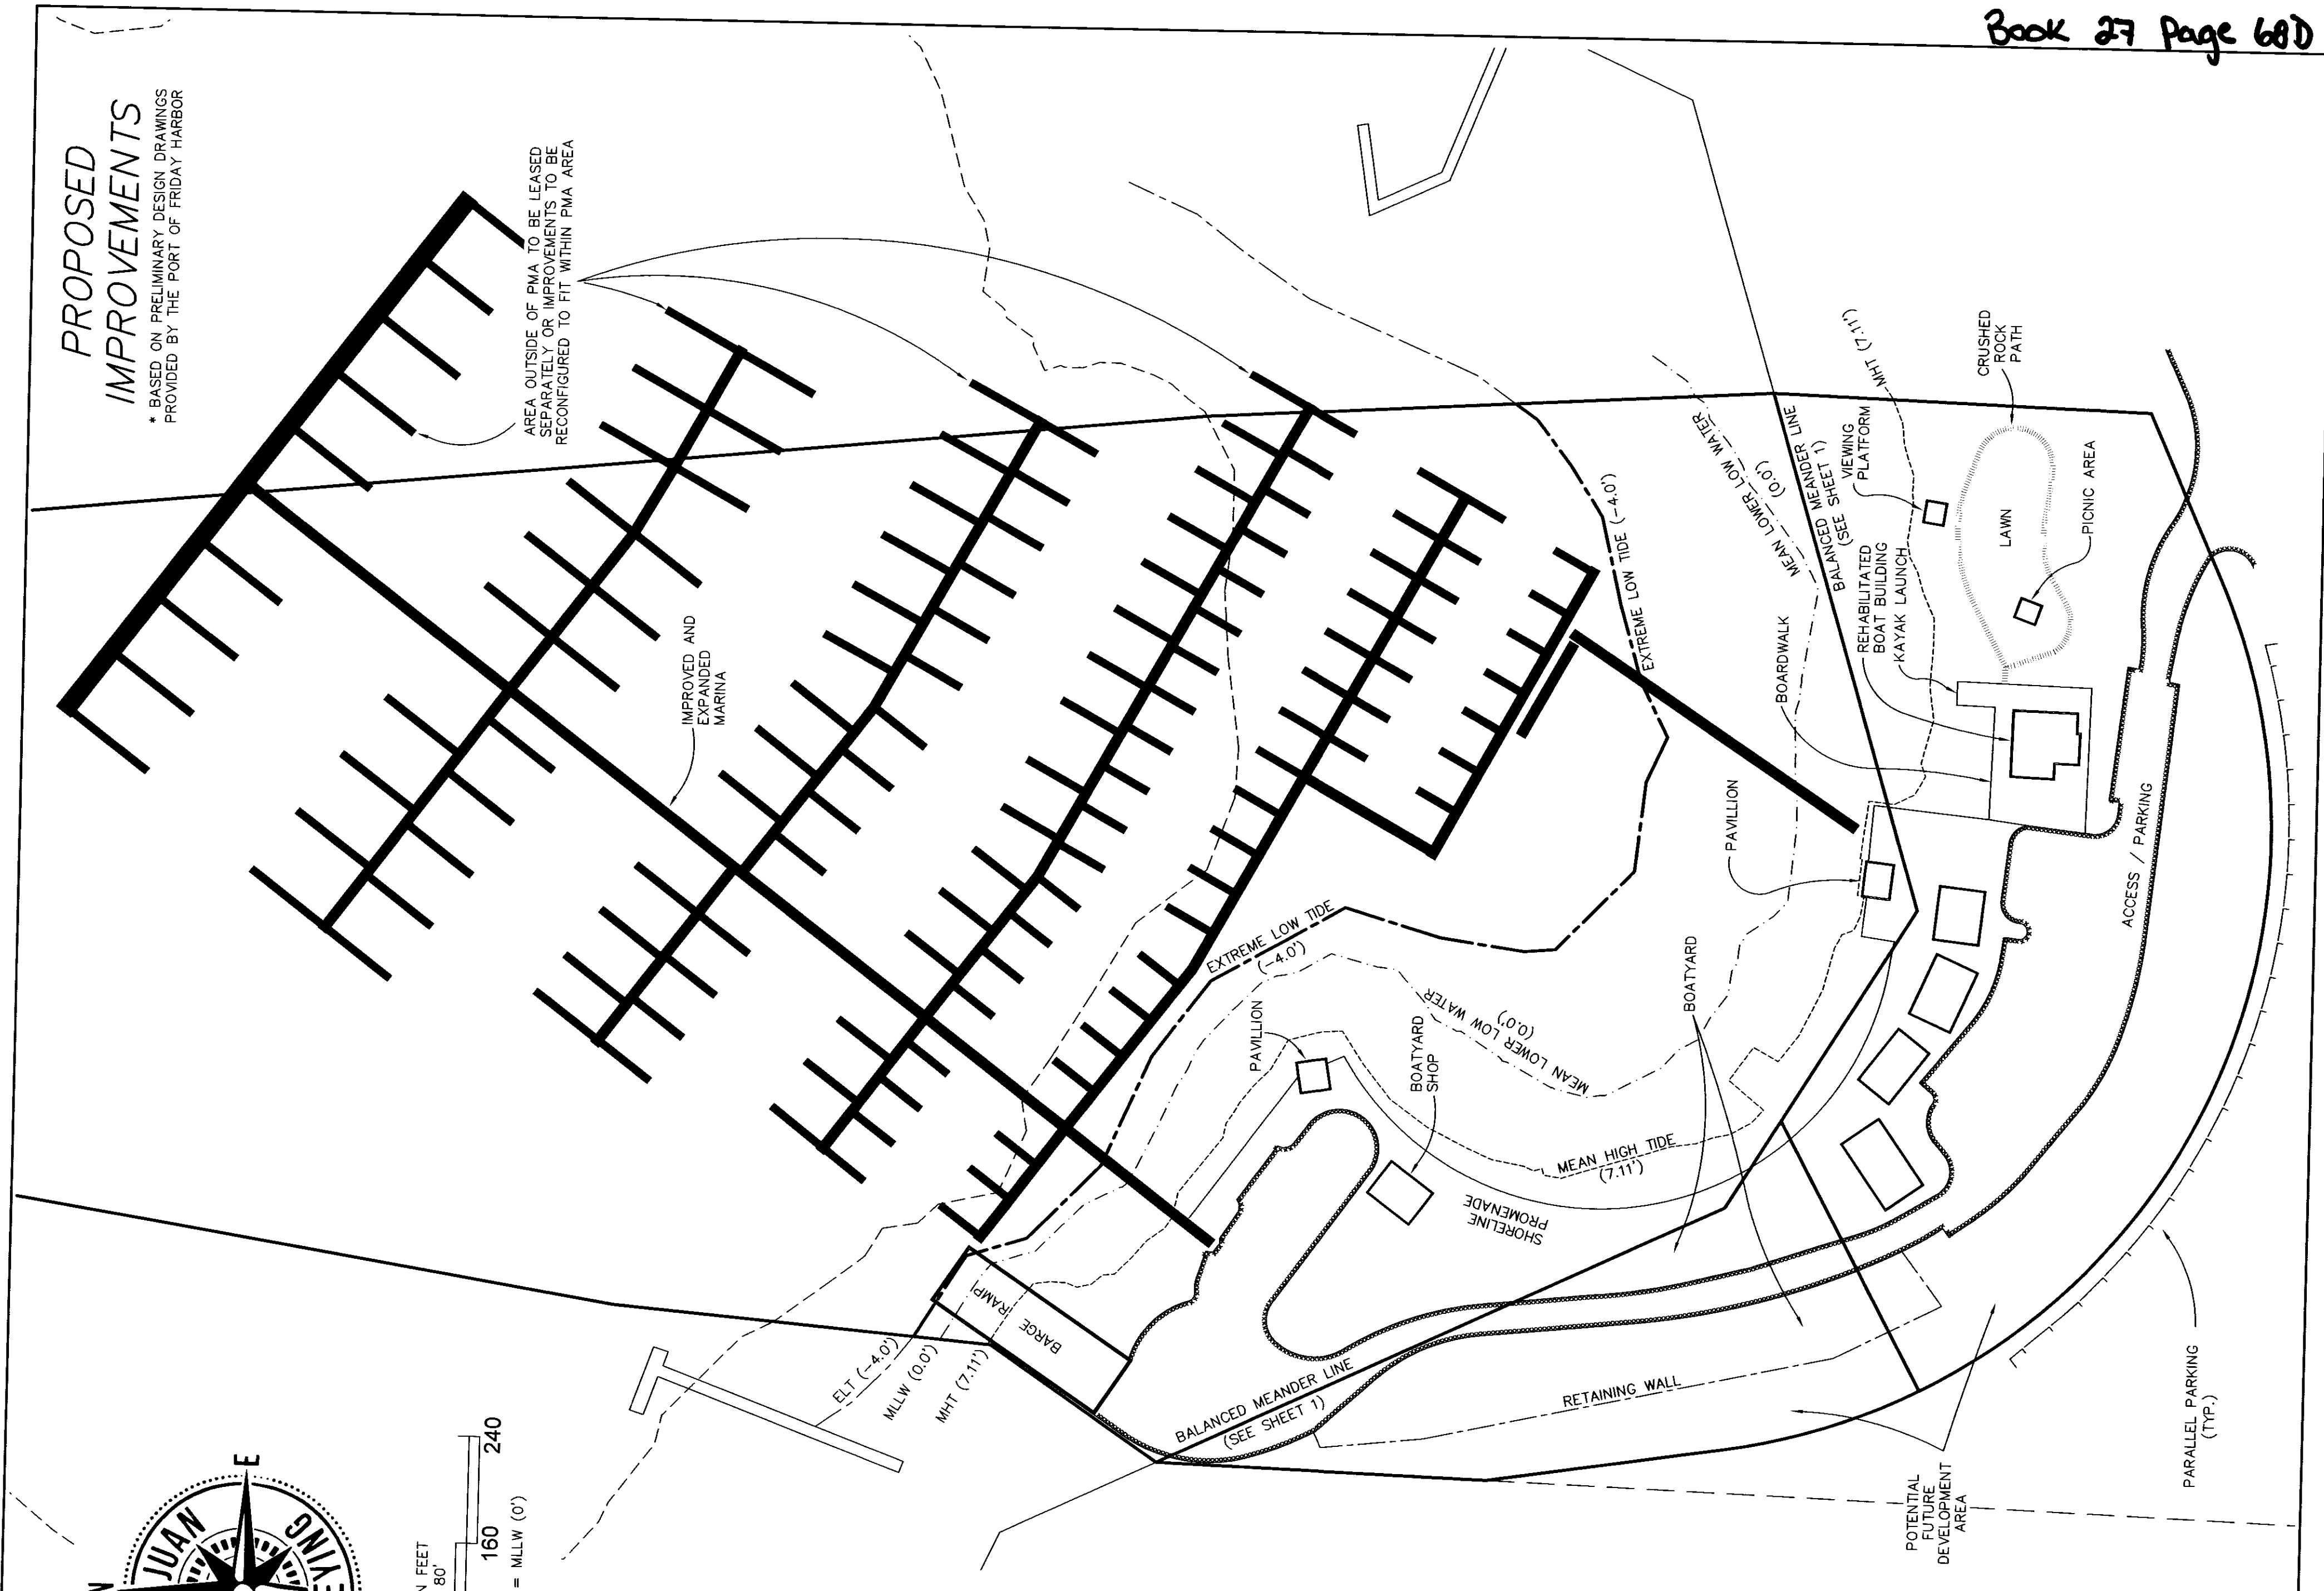 Book 27 Page 68D
PROPOSED
IMPROVEMENTS
* BASED ON PRELIMINARY DESIGN DRAWINGS
PROVIDED BY THE PORT OF FRIDAY HARBOR
AREA OUTSIDE OF PMA TO BE LEASED
SEPARATELY OR IMPROVEMENTS TO BE
RECONFIGURED TO FIT WITHIN PMA AREA
IMPROVED AND
EXPANDED
MARINA
EXTREME LOW TIDE (-4.0')
MEAN LOWER LOW WATER
(0.0')
BALANCED MEANDER LINE
(SEE SHEET 1)
MHT (7.11')
VIEWING
PLATFORM
CRUSHED
ROCK
PATH
LAWN
PICNIC AREA
REHABILITATED
BOAT BUILDING
KAYAK LAUNCH
BOARDWALK
PAVILLION
ACCESS / PARKING
EXTREME LOW TIDE
(-4.0')
MEAN LOWER LOW WATER
(0.0')
PAVILLION
BOATYARD
SHOP
BOATYARD
MEAN HIGH TIDE
(7.11')
SHORELINE
PROMENADE
BARGE
RAMP
ELT (-4.0')
MLLW (0.0')
MHT (7.11')
BALANCED MEANDER LINE
(SEE SHEET 1)
RETAINING WALL
POTENTIAL
FUTURE
DEVELOPMENT
AREA
PARALLEL PARKING
(TYP.)
N
E
JUAN
EYING
N FEET
80'
160
240
= MLLW (0')